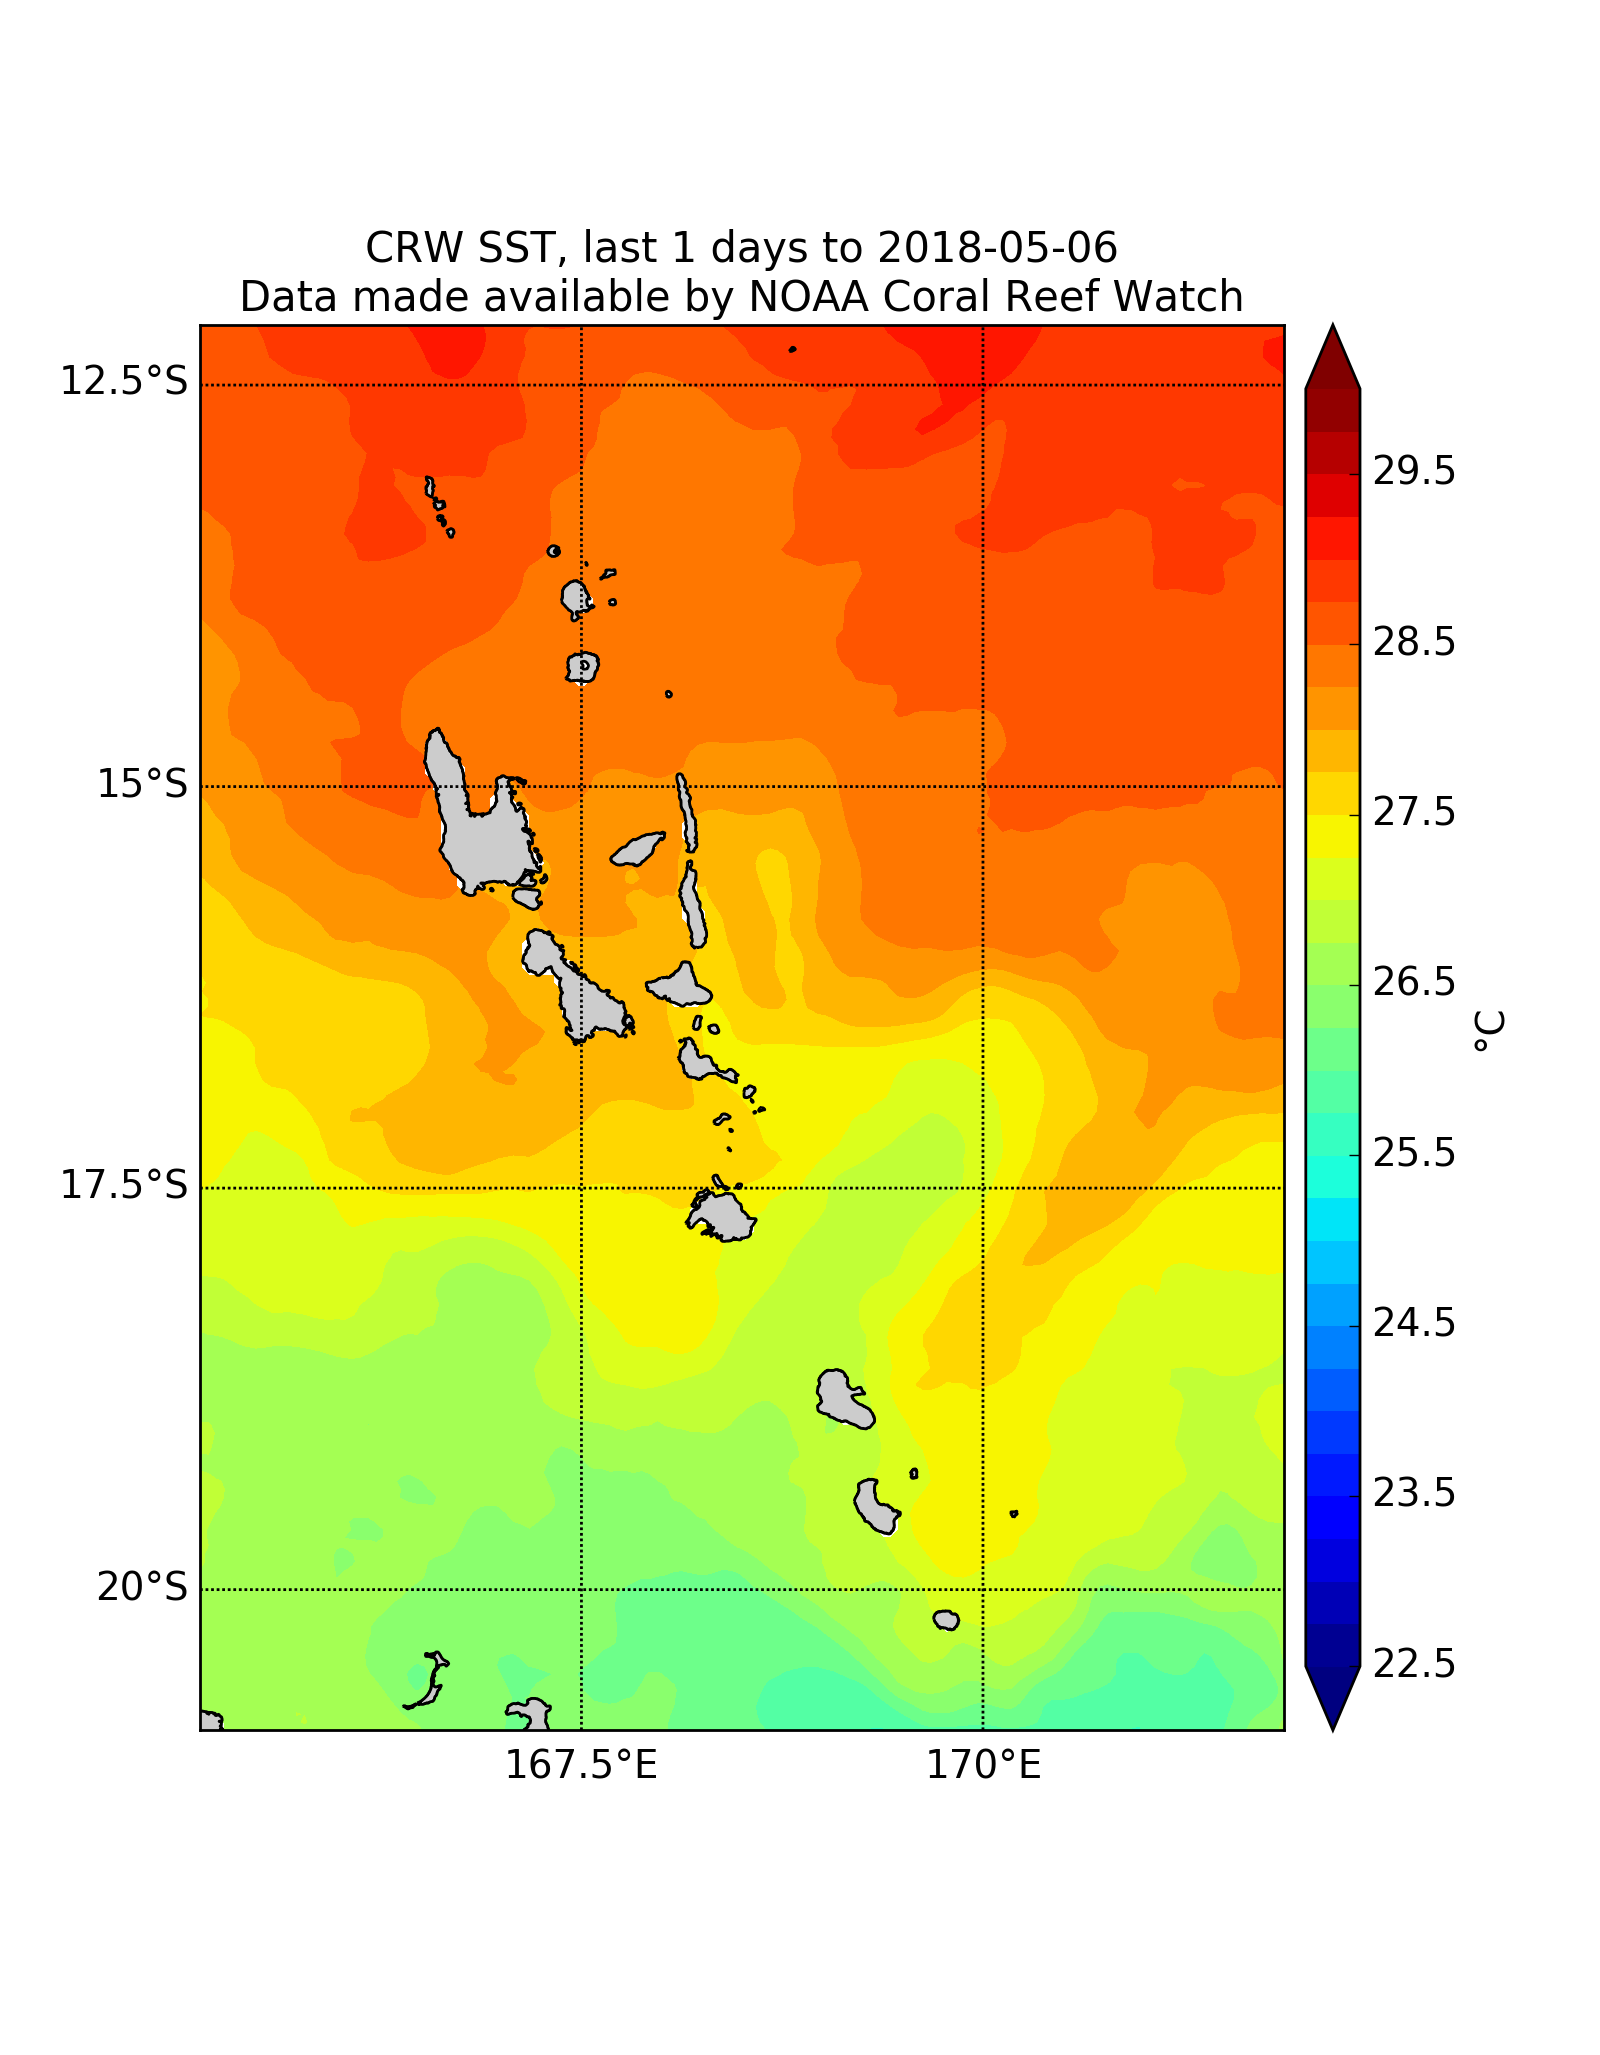 CRW SST, last 1 days to 2018-05-06
Data made available by NOAA Coral Reef Watch
12.5°S
15°S
17.5°S
20°S
167.5°E
170°E
29.5
28.5
27.5
26.5
25.5
24.5
23.5
22.5
°C